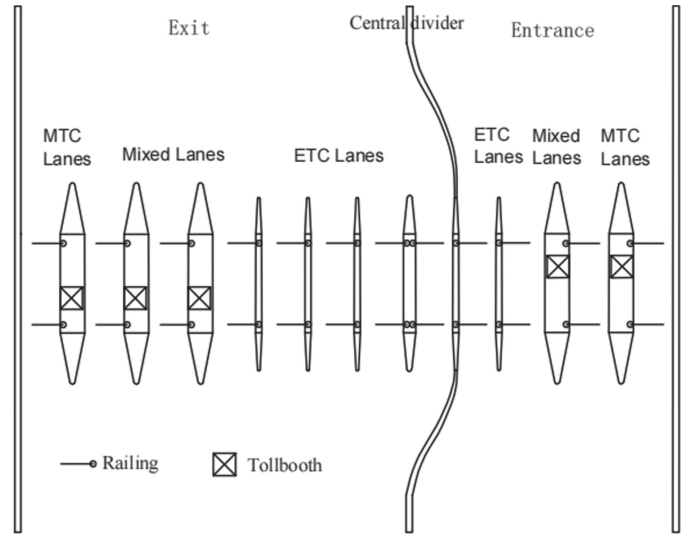 Exit
Central divider
Entrance
MTC
Lanes
Mixed Lanes
ETC Lanes
ETC
Lanes
Mixed
Lanes
MTC
Lanes
Railing
Tollbooth